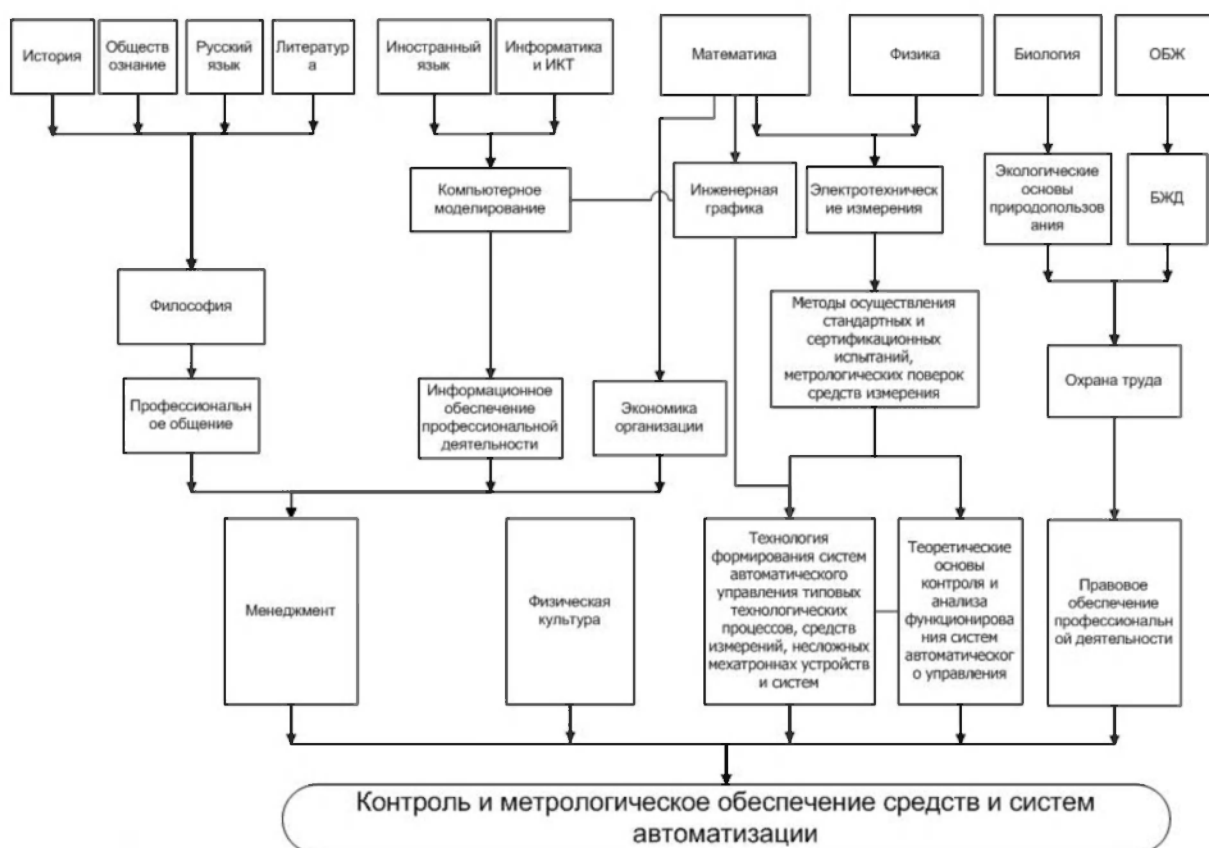 История
Обществ
ознание
Русский
язык
Литератур
а
Иностранный
язык
Информатика
и ИКТ
Математика
Физика
Биология
ОБЖ
Компьютерное
моделирование
Инженерная
графика
Электротехническ
ие измерения
Экологические
основы
природопользов
ания
БЖД
Философия
Методы осуществления
стандартных и
сертификационных
испытаний,
метрологических поверок
средств измерения
Охрана труда
Профессиональн
ое общение
Информационное
обеспечение
профессиональной
деятельности
Экономика
организации
Менеджмент
Физическая
культура
Технология
формирования систем
автоматического
управления типовых
технологических
процессов, средств
измерений, несложных
мехатроннах устройств
и систем
Теоретические
основы
контроля и
анализа
функционирова
ния систем
автоматическог
о управления
Правовое
обеспечение
профессиональн
ой деятельности
Контроль и метрологическое обеспечение средств и систем
автоматизации